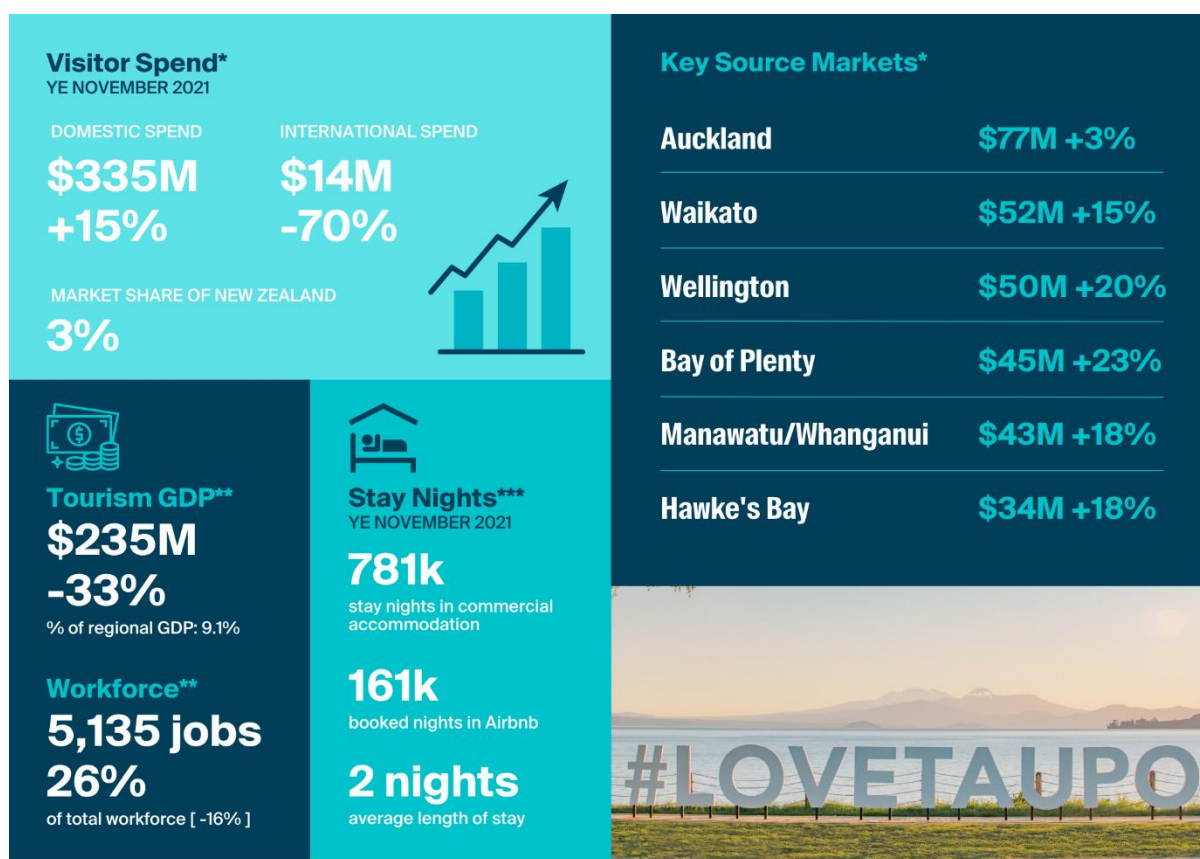 Visitor Spend*
YE NOVEMBER 2021
DOMESTIC SPEND
$335M
+15%
INTERNATIONAL SPEND
$14M
-70%
MARKET SHARE OF NEW ZEALAND
3%
Tourism GDP**
$235M
-33%
% of regional GDP: 9.1%
Workforce**
5,135 jobs
26%
of total workforce [ -16% ]
Stay Nights***
YE NOVEMBER 2021
781k
stay nights in commercial
accommodation
161k
booked nights in Airbnb
2 nights
average length of stay
Key Source Markets*
Auckland $77M +3%
Waikato $52M +15%
Wellington $50M +20%
Bay of Plenty $45M +23%
Manawatu/Whanganui $43M +18%
Hawke's Bay $34M +18%
#LOVETAUPO